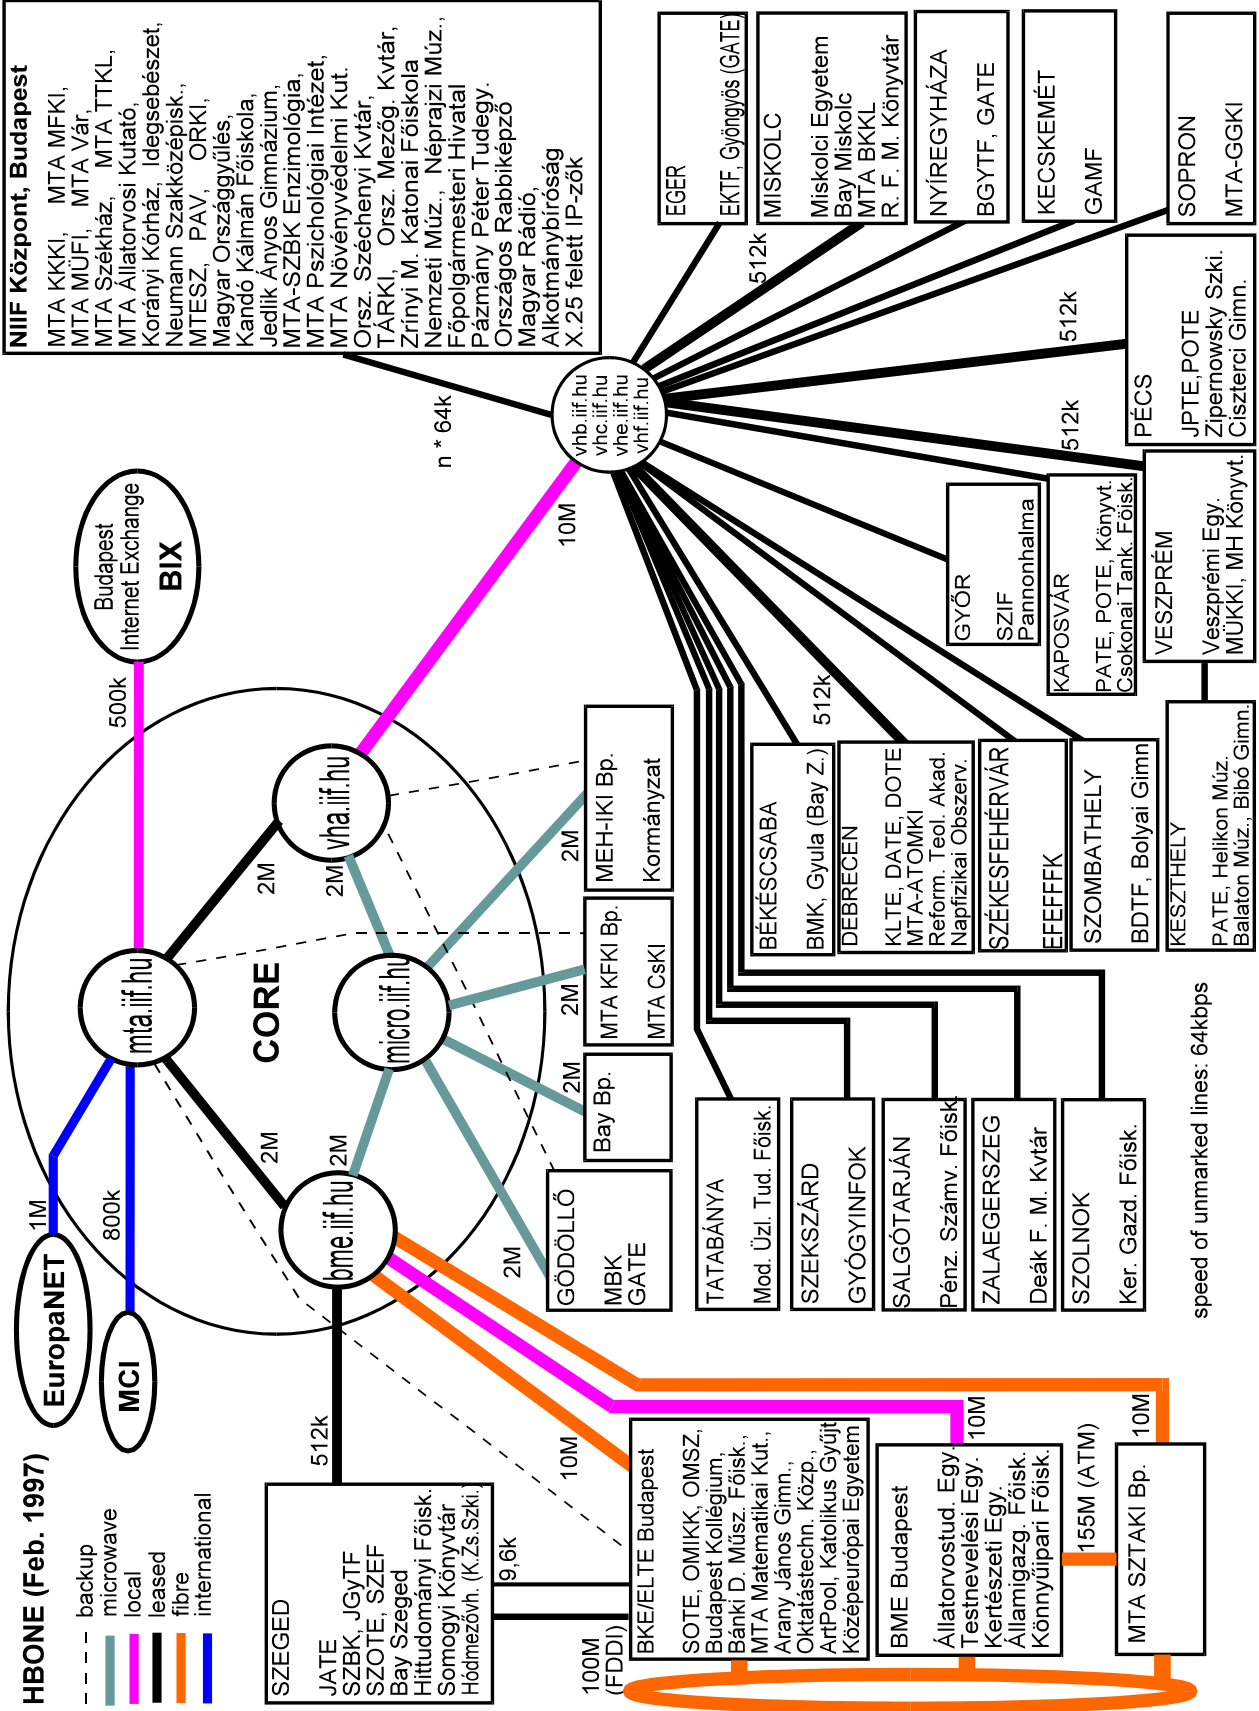 HBONE (Feb. 1997)
backup
microwave
local
leased
fibre
international
EuropaNET
MCI
1M
800k
mta.iif.hu
500k
Budapest
Internet Exchange
BIX
CORE
2M
2M
bme.iif.hu
2M
micro.iif.hu
2M
vha.iif.hu
10M
n * 64k
vhb.iif.hu
vhc.iif.hu
vhe.iif.hu
vhf.iif.hu
NIIF Központ, Budapest
MTA KKKI, MTA MFKI,
MTA MÜFI, MTA Vár,
MTA Székház, MTA TTKL,
MTA Állatorvosi Kutató,
Korányi Kórház, Idegsebészet,
Neumann Szakközépisk.,
MTESZ, PAV, ORKI,
Magyar Országgyűlés,
Kandó Kálmán Főiskola,
Jedlik Ányos Gimnázium,
MTA-SZBK Enzimológia,
MTA Pszichológiai Intézet,
MTA Növényvédelmi Kut.
Orsz. Széchenyi Kvtár,
TÁRKI, Orsz. Mezőg. Kvtár,
Zrínyi M. Katonai Főiskola
Nemzeti Múz., Néprajzi Múz.,
Főpolgármesteri Hivatal
Pázmány Péter Tudegy.
Országos Rabbiképző
Magyar Rádió,
Alkotmánybíróság
X.25 felett IP-zők
SZEGED
JATE
SZBK, JGyTF
SZOTE, SZEF
Bay Szeged
Hittudományi Főisk.
Somogyi Könyvtár
Hódmezővh. (K.Zs.Szki.)
512k
9,6k
100M
(FDDI)
10M
BKE/ELTE Budapest
SOTE, OMIKK, OMSZ,
Budapest Kollégium,
Bánki D. Műsz. Főisk.,
MTA Matematikai Kut.,
Arany János Gimn.,
Oktatástechn. Közp.,
ArtPool, Katolikus Gyűjt
Középeurópai Egyetem
BME Budapest
Állatorvostud. Egy.
Testnevelési Egy.
Kertészeti Egy.
Államigazg. Főisk.
Könnyűipari Főisk.
10M
155M (ATM)
10M
MTA SZTAKI Bp.
2M
GÖDÖLLŐ
MBK
GATE
2M
Bay Bp.
2M
MTA KFKI Bp.
MTA CsKI
2M
MEH-IKI Bp.
Kormányzat
TATABÁNYA
Mod. Üzl. Tud. Főisk.
SZEKSZÁRD
GYÓGYINFOK
SALGÓTARJÁN
Pénz. Számv. Főisk.
ZALAEGERSZEG
Deák F. M. Kvtár
SZOLNOK
Ker. Gazd. Főisk.
BÉKÉSCSABA
BMK, Gyula (Bay Z.)
512k
DEBRECEN
KLTE, DATE, DOTE
MTA-ATOMKI
Reform. Teol. Akad.
Napfizikai Obszerv.
SZÉKESFEHÉRVÁR
EFEFFFK
SZOMBATHELY
BDTF, Bolyai Gimn
KESZTHELY
PATE, Helikon Múz.
Balaton Múz., Bibó Gimn.
GYŐR
SZIF
Pannonhalma
KAPOSVÁR
PATE, POTE, Könyvt.
Csokonai Tank. Főisk.
512k
VESZPRÉM
Veszprémi Egy.
MÜKKI, MH Könyvt.
512k
PÉCS
JPTE,POTE
Zipernowsky Szki.
Ciszterci Gimn.
EGER
EKTF, Gyöngyös (GATE)
512k
MISKOLC
Miskolci Egyetem
Bay Miskolc
MTA BKKL
R. F. M. Könyvtár
NYÍREGYHÁZA
BGYTF, GATE
KECSKEMÉT
GAMF
SOPRON
MTA-GGKI
speed of unmarked lines: 64kbps